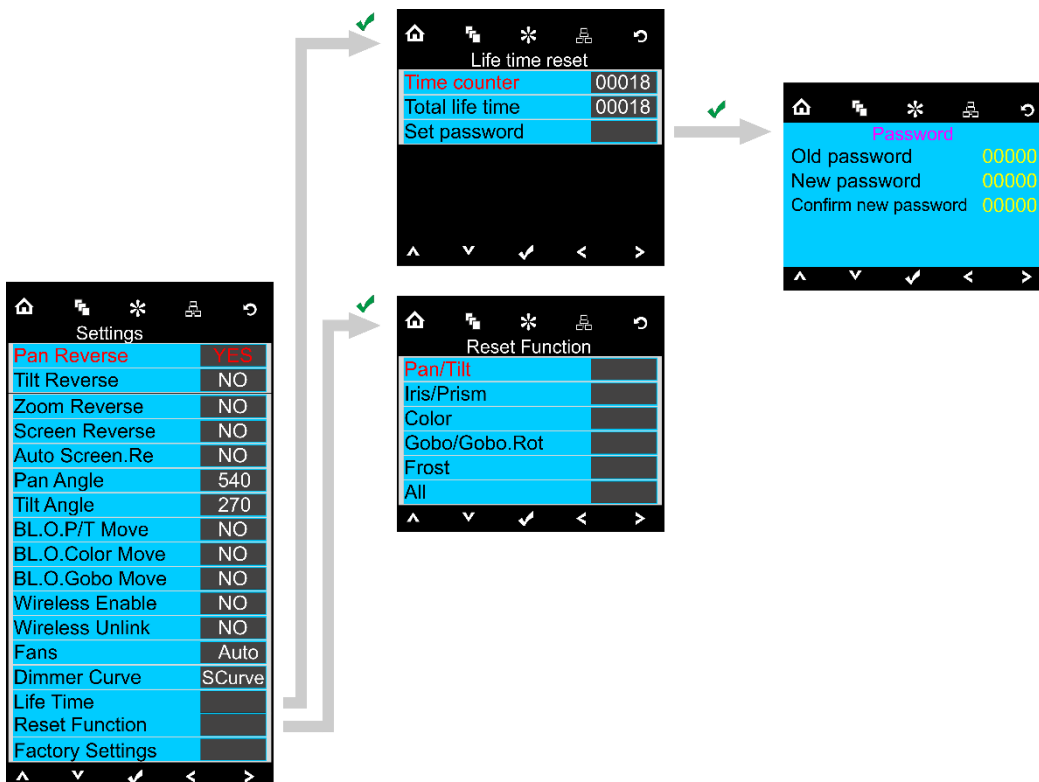 Life time reset
Time counter 00018
Total life time 00018
Set password
Password
Old password 00000
New password 00000
Confirm new password 00000
Settings
Pan Reverse YES
Tilt Reverse NO
Zoom Reverse NO
Screen Reverse NO
Auto Screen.Re NO
Pan Angle 540
Tilt Angle 270
BL.O.P/T Move NO
BL.O.Color Move NO
BL.O.Gobo Move NO
Wireless Enable NO
Wireless Unlink NO
Fans Auto
Dimmer Curve SCurve
Life Time
Reset Function
Factory Settings
Reset Function
Pan/Tilt
Iris/Prism
Color
Gobo/Gobo.Rot
Frost
All